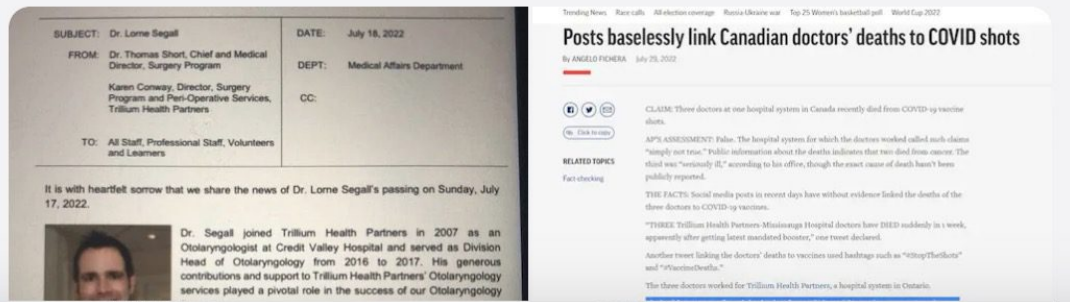 SUBJECT: Dr. Lorne Segall
DATE: July 18, 2022
FROM: Dr. Thomas Short, Chief and Medical
Director, Surgery Program
DEPT: Medical Affairs Department
Karen Conway, Director, Surgery
Program and Peri-Operative Services,
Trillium Health Partners
CC:
TO: All Staff, Professional Staff, Volunteers
and Learners
It is with heartfelt sorrow that we share the news of Dr. Lorne Segall's passing on Sunday, July
17, 2022.
Dr. Segall joined Trillium Health Partners in 2007 as an
Otolaryngologist at Credit Valley Hospital and served as Division
Head of Otolaryngology from 2016 to 2017. His generous
contributions and support to Trillium Health Partners' Otolaryngology
services played a pivotal role in the success of our Otolaryngology
Trending News Race calls All election coverage Russia-Ukraine war Top 25 Women's basketball poll World Cup 2022
Posts baselessly link Canadian doctors' deaths to COVID shots
By ANGELO FICHERA July 29, 2022
Click to copy
RELATED TOPICS
Fact-checking
CLAIM: Three doctors at one hospital system in Canada recently died from COVID-19 vaccine
shots.
AP'S ASSESSMENT: False. The hospital system for which the doctors worked called such claims
"simply not true." Public information about the deaths indicates that two died from cancer. The
third was "seriously ill," according to his office, though the exact cause of death hasn't been
publicly reported.
THE FACTS: Social media posts in recent days have without evidence linked the deaths of the
three doctors to COVID-19 vaccines.
"THREE Trillium Health Partners-Mississauga Hospital doctors have DIED suddenly in 1 week,
apparently after getting latest mandated booster," one tweet declared.
Another tweet linking the doctors' deaths to vaccines used hashtags such as "#StopTheShots"
and "#VaccineDeaths."
The three doctors worked for Trillium Health Partners, a hospital system in Ontario.